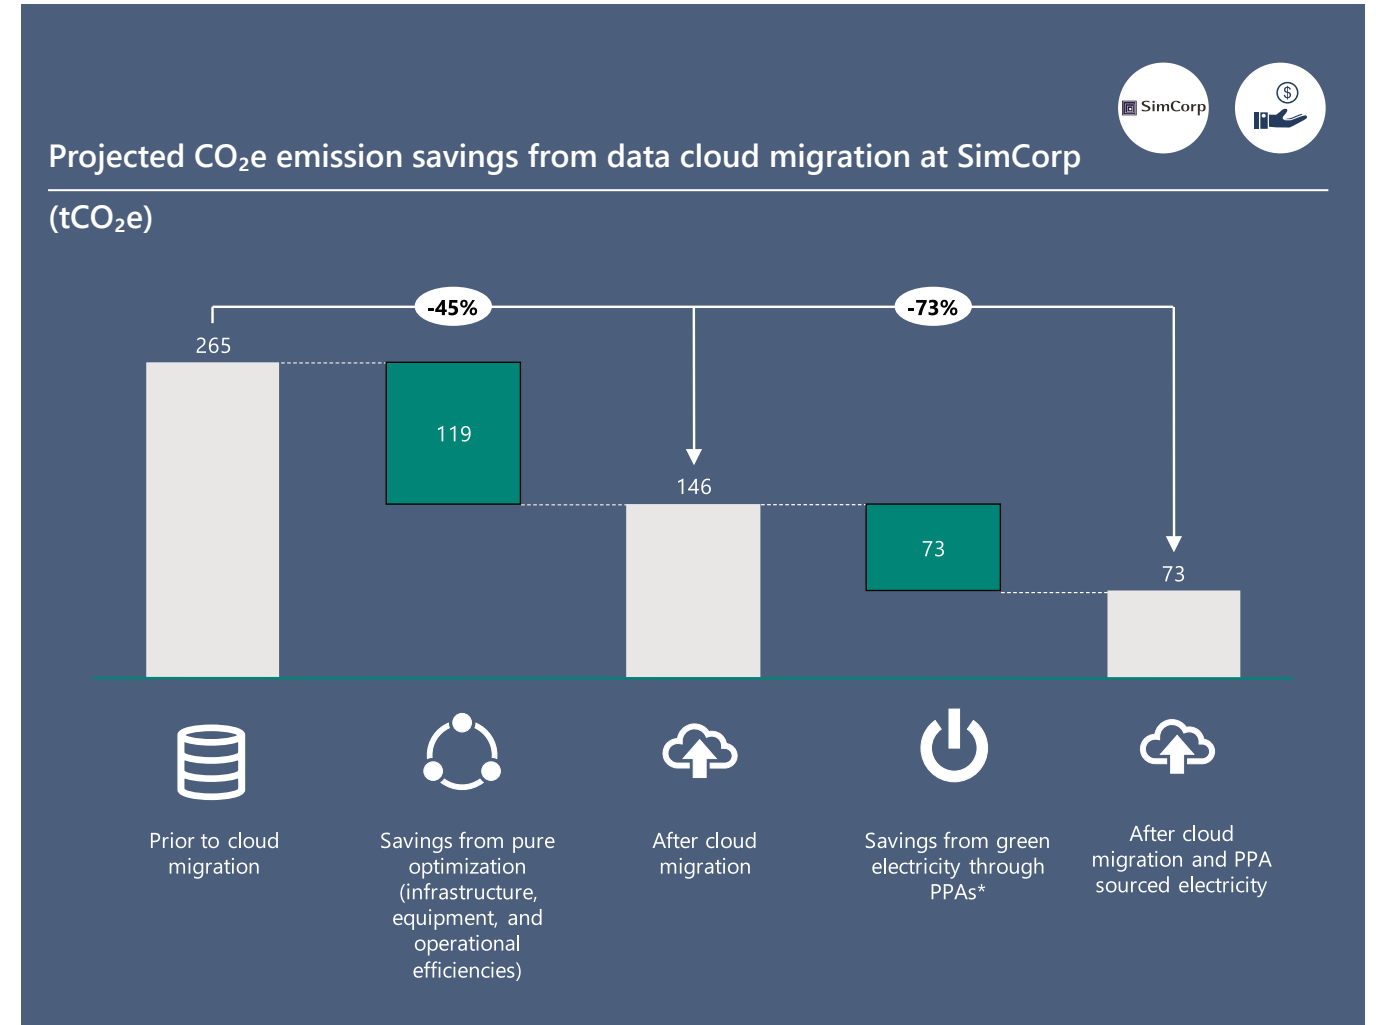 SimCorp
$
Projected CO₂e emission savings from data cloud migration at SimCorp
(tCO₂e)
-45%
-73%
265
119
146
73
73
Prior to cloud
migration
Savings from pure
optimization
(infrastructure,
equipment, and
operational
efficiencies)
After cloud
migration
Savings from green
electricity through
PPAs*
After cloud
migration and PPA
sourced electricity